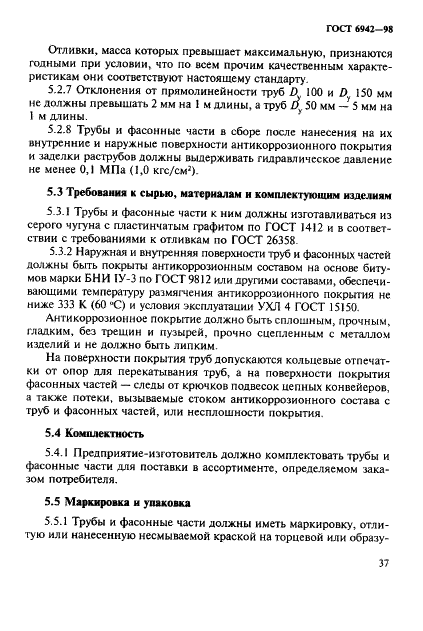 ГОСТ 6942—98
Отливки, масса которых превышает максимальную, признаются
годными при условии, что по всем прочим качественным характе-
ристикам они соответствуют настоящему стандарту.
5.2.7 Отклонения от прямолинейности труб Dу 100 и Dу 150 мм
не должны превышать 2 мм на 1 м длины, а труб Dу 50 мм — 5 мм на
1 м длины.
5.2.8 Трубы и фасонные части в сборе после нанесения на их
внутренние и наружные поверхности антикоррозионного покрытия
и заделки раструбов должны выдерживать гидравлическое давление
не менее 0,1 МПа (1,0 кгс/см²).
5.3 Требования к сырью, материалам и комплектующим изделиям
5.3.1 Трубы и фасонные части к ним должны изготавливаться из
серого чугуна с пластинчатым графитом по ГОСТ 1412 и в соответ-
ствии с требованиями к отливкам по ГОСТ 26358.
5.3.2 Наружная и внутренняя поверхности труб и фасонных частей
должны быть покрыты антикоррозионным составом на основе биту-
мов марки БНИ IУ-3 по ГОСТ 9812 или другими составами, обеспечи-
вающими температуру размягчения антикоррозионного покрытия не
ниже 333 К (60 °С) и условия эксплуатации УХЛ 4 ГОСТ 15150.
Антикоррозионное покрытие должно быть сплошным, прочным,
гладким, без трещин и пузырей, прочно сцепленным с металлом
изделий и не должно быть липким.
На поверхности покрытия труб допускаются кольцевые отпечат-
ки от опор для перекатывания труб, а на поверхности покрытия
фасонных частей — следы от крючков подвесок цепных конвейеров,
а также потеки, вызываемые стоком антикоррозионного состава с
труб и фасонных частей, или несплошности покрытия.
5.4 Комплектность
5.4.1 Предприятие-изготовитель должно комплектовать трубы и
фасонные части для поставки в ассортименте, определяемом зака-
зом потребителя.
5.5 Маркировка и упаковка
5.5.1 Трубы и фасонные части должны иметь маркировку, отли-
тую или нанесенную несмываемой краской на торцевой или образу-
37